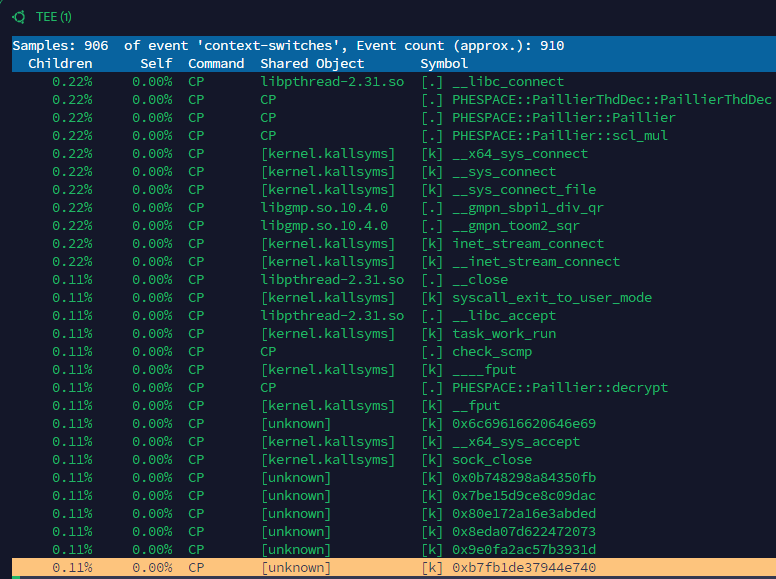 TEE (1)
Samples: 906 of event 'context-switches', Event count (approx.): 910
Children Self Command Shared Object Symbol
0.22% 0.00% CP libpthread-2.31.so [.] __libc_connect
0.22% 0.00% CP CP [.] PHESPACE::PaillierThdDec::PaillierThdDec
0.22% 0.00% CP CP [.] PHESPACE::Paillier::Paillier
0.22% 0.00% CP CP [.] PHESPACE::Paillier::scl_mul
0.22% 0.00% CP [kernel.kallsyms] [k] __x64_sys_connect
0.22% 0.00% CP [kernel.kallsyms] [k] __sys_connect
0.22% 0.00% CP [kernel.kallsyms] [k] __sys_connect_file
0.22% 0.00% CP libgmp.so.10.4.0 [.] __gmpn_sbpi1_div_qr
0.22% 0.00% CP libgmp.so.10.4.0 [.] __gmpn_toom2_sqr
0.22% 0.00% CP [kernel.kallsyms] [k] inet_stream_connect
0.22% 0.00% CP [kernel.kallsyms] [k] __inet_stream_connect
0.11% 0.00% CP libpthread-2.31.so [.] __close
0.11% 0.00% CP [kernel.kallsyms] [k] syscall_exit_to_user_mode
0.11% 0.00% CP libpthread-2.31.so [.] __libc_accept
0.11% 0.00% CP [kernel.kallsyms] [k] task_work_run
0.11% 0.00% CP CP [.] check_scmp
0.11% 0.00% CP [kernel.kallsyms] [k] ____fput
0.11% 0.00% CP CP [.] PHESPACE::Paillier::decrypt
0.11% 0.00% CP [kernel.kallsyms] [k] __fput
0.11% 0.00% CP [unknown] [k] 0x6c69616620646e69
0.11% 0.00% CP [kernel.kallsyms] [k] __x64_sys_accept
0.11% 0.00% CP [kernel.kallsyms] [k] sock_close
0.11% 0.00% CP [unknown] [k] 0x0b748298a84350fb
0.11% 0.00% CP [unknown] [k] 0x7be15d9ce8c09dac
0.11% 0.00% CP [unknown] [k] 0x80e172a16e3abded
0.11% 0.00% CP [unknown] [k] 0x8eda07d622472073
0.11% 0.00% CP [unknown] [k] 0x9e0fa2ac57b3931d
0.11% 0.00% CP [unknown] [k] 0xb7fb1de37944e740